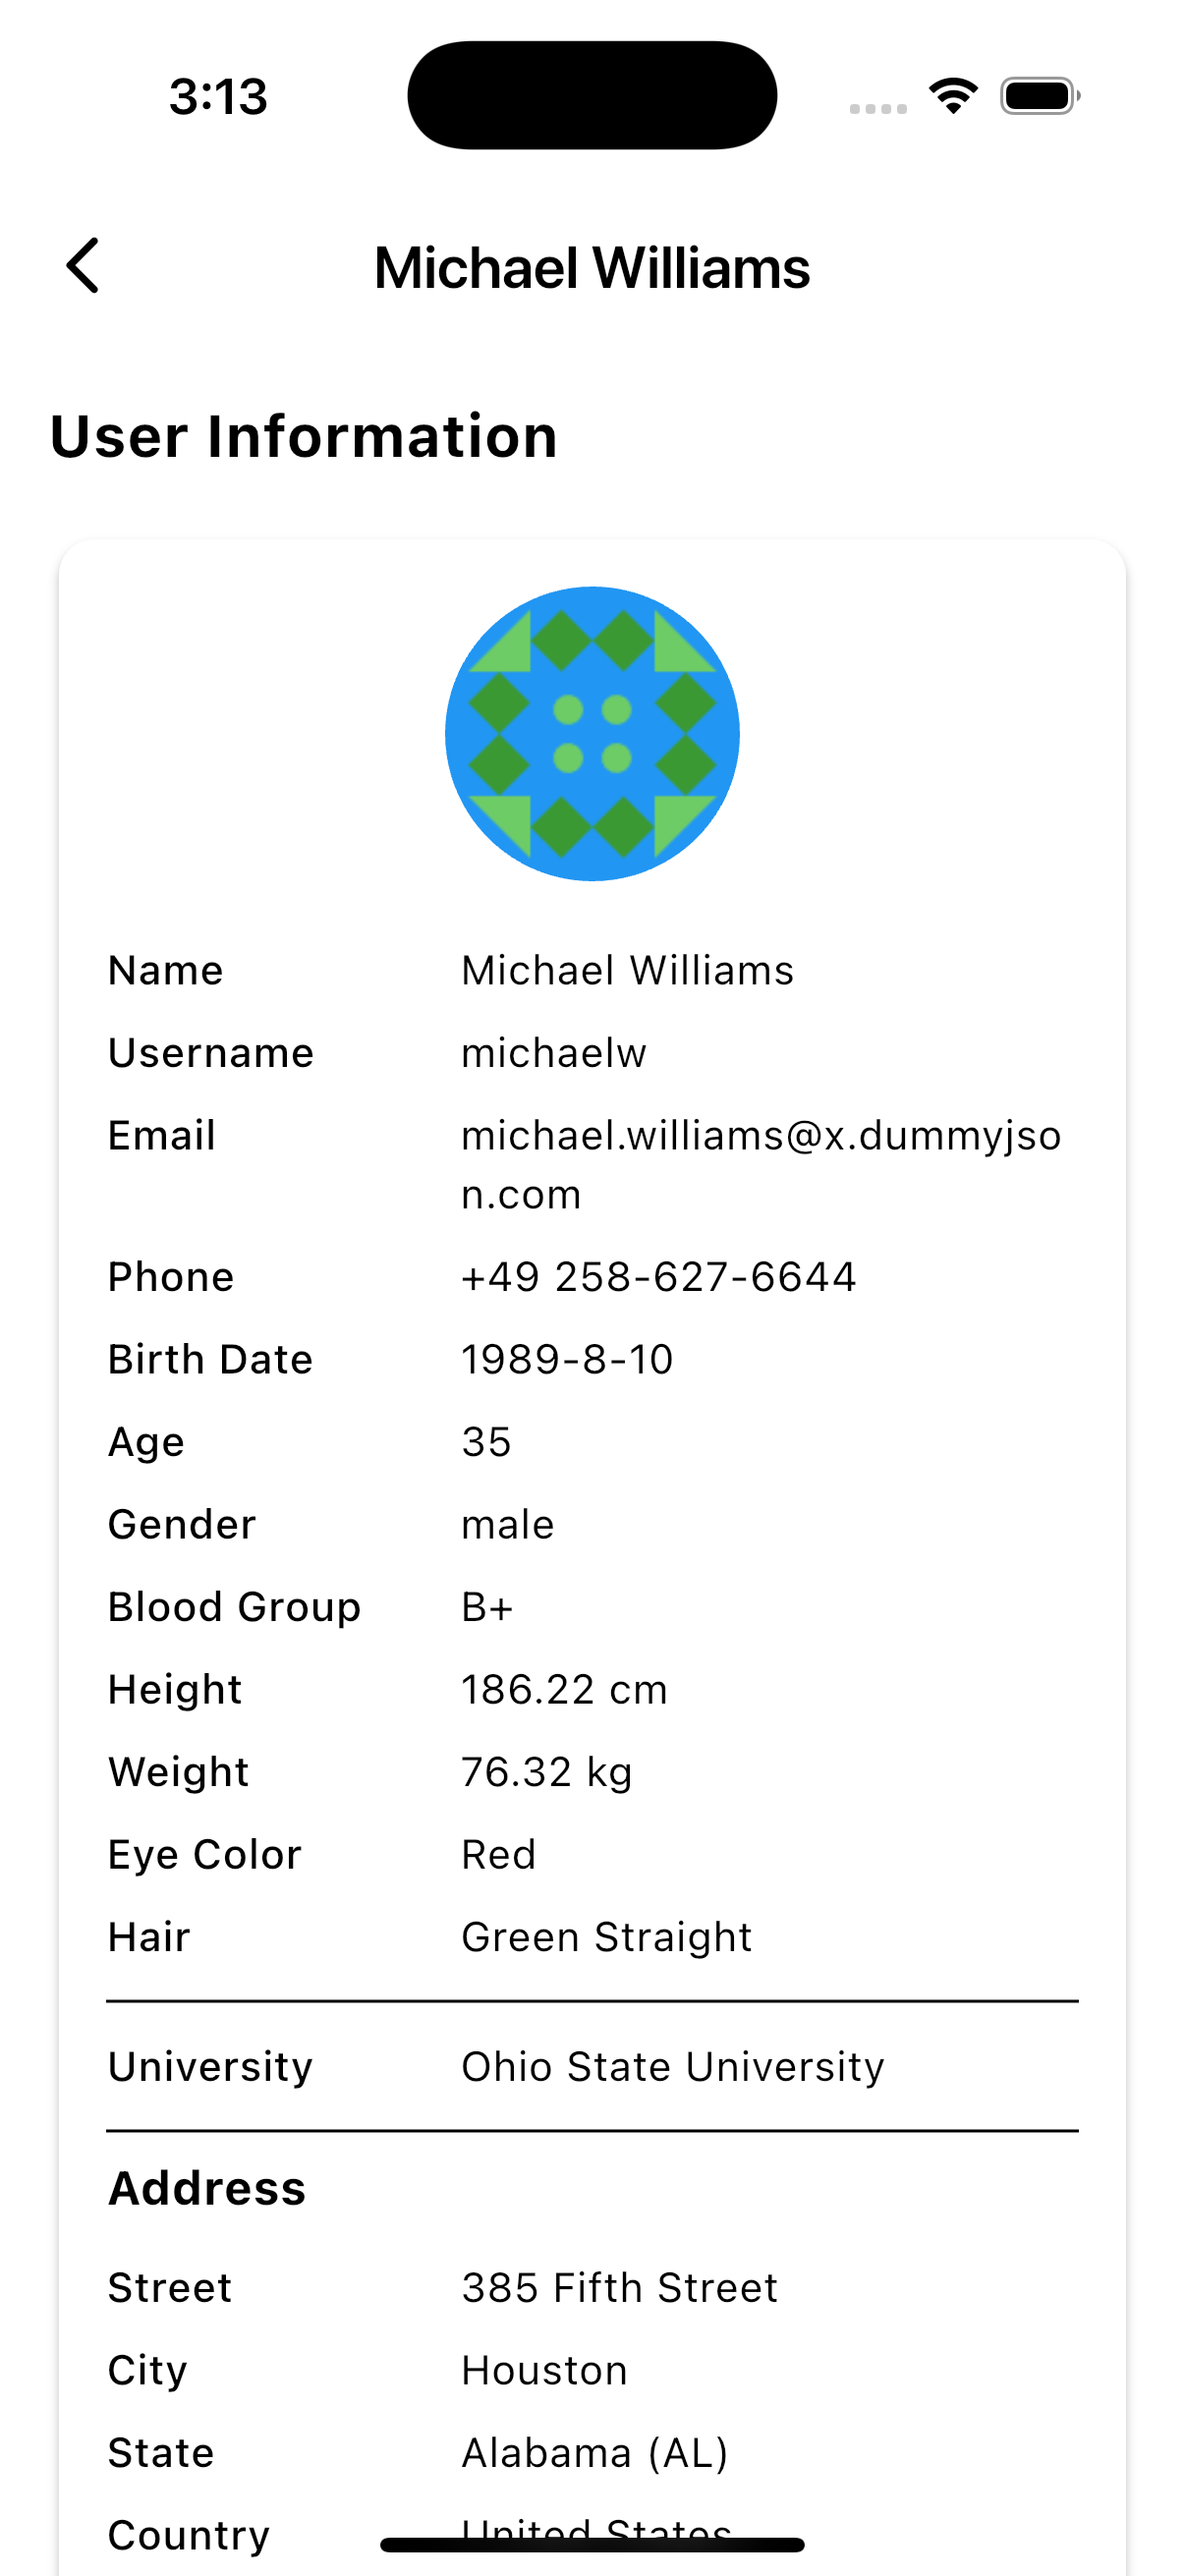 3:13
Michael Williams
User Information
Name Michael Williams
Username michaelw
Email michael.williams@x.dummyjso
n.com
Phone +49 258-627-6644
Birth Date 1989-8-10
Age 35
Gender male
Blood Group B+
Height 186.22 cm
Weight 76.32 kg
Eye Color Red
Hair Green Straight
University Ohio State University
Address
Street 385 Fifth Street
City Houston
State Alabama (AL)
Country United States